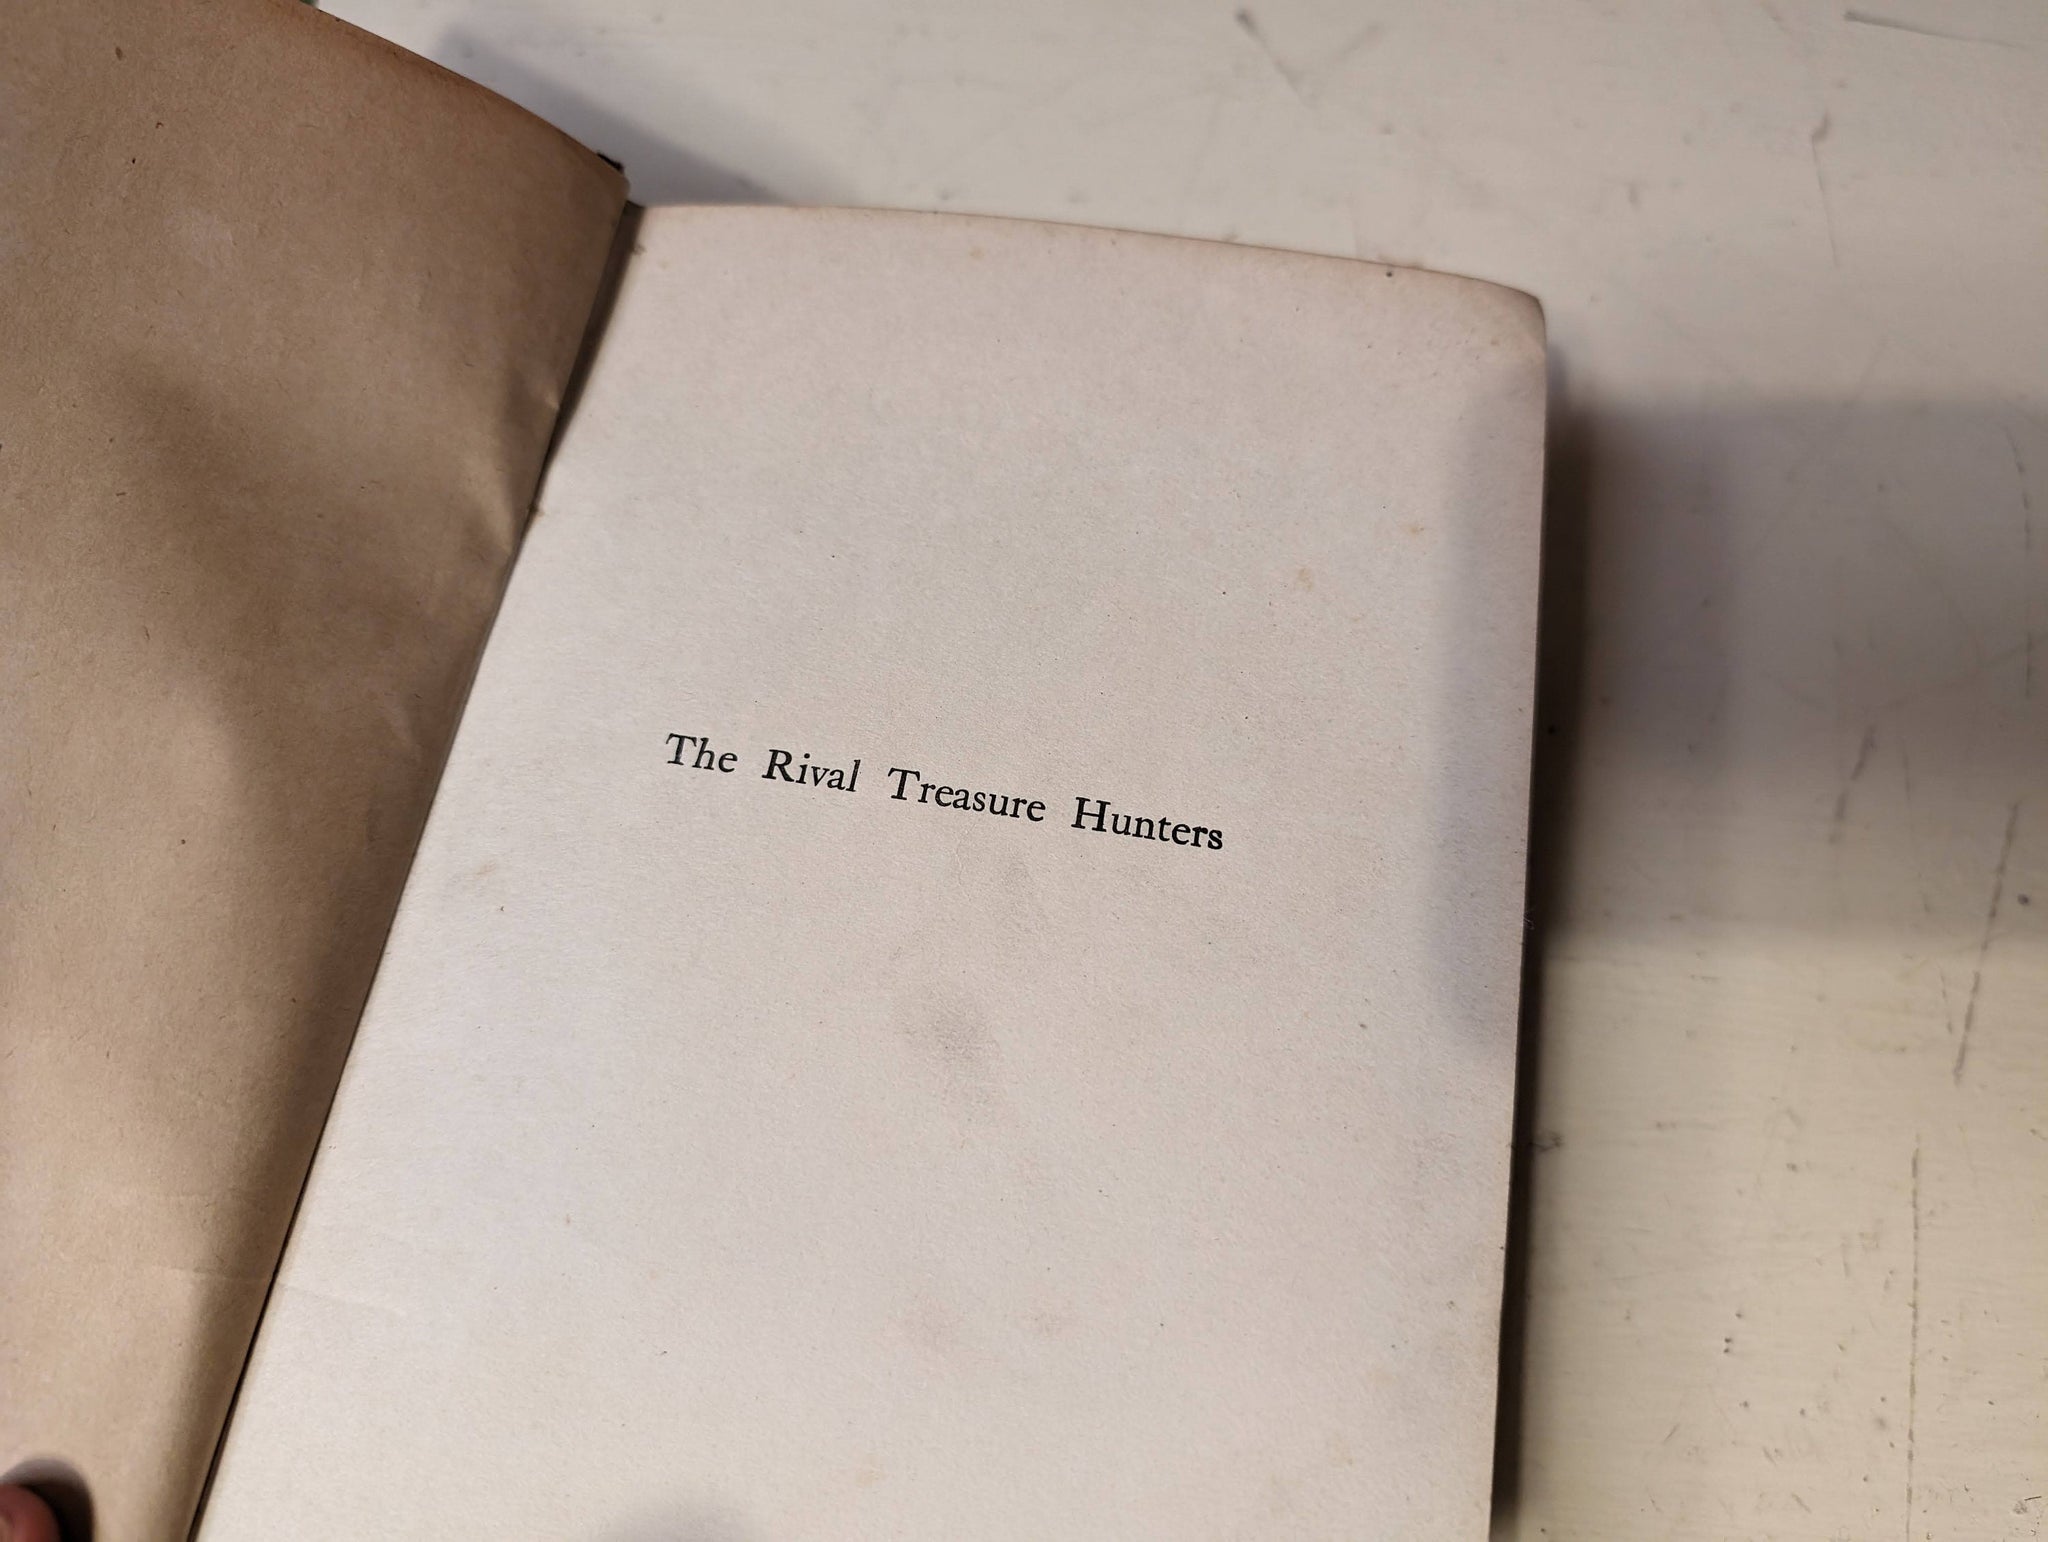 The Rival Treasure Hunters